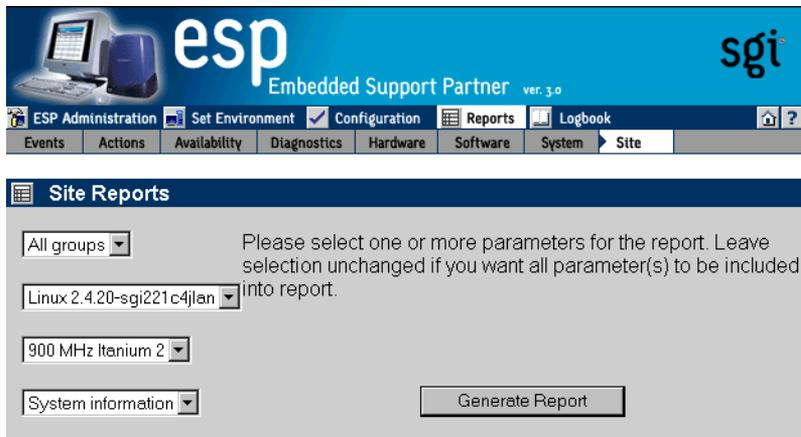 esp
Embedded Support Partner ver. 3.0
sgi
ESP Administration Set Environment Configuration Reports Logbook ?
Events Actions Availability Diagnostics Hardware Software System Site
Site Reports
All groups
Please select one or more parameters for the report. Leave
selection unchanged if you want all parameter(s) to be included
into report.
Linux 2.4.20-sgi221c4jlan
900 MHz Itanium 2
System information
Generate Report